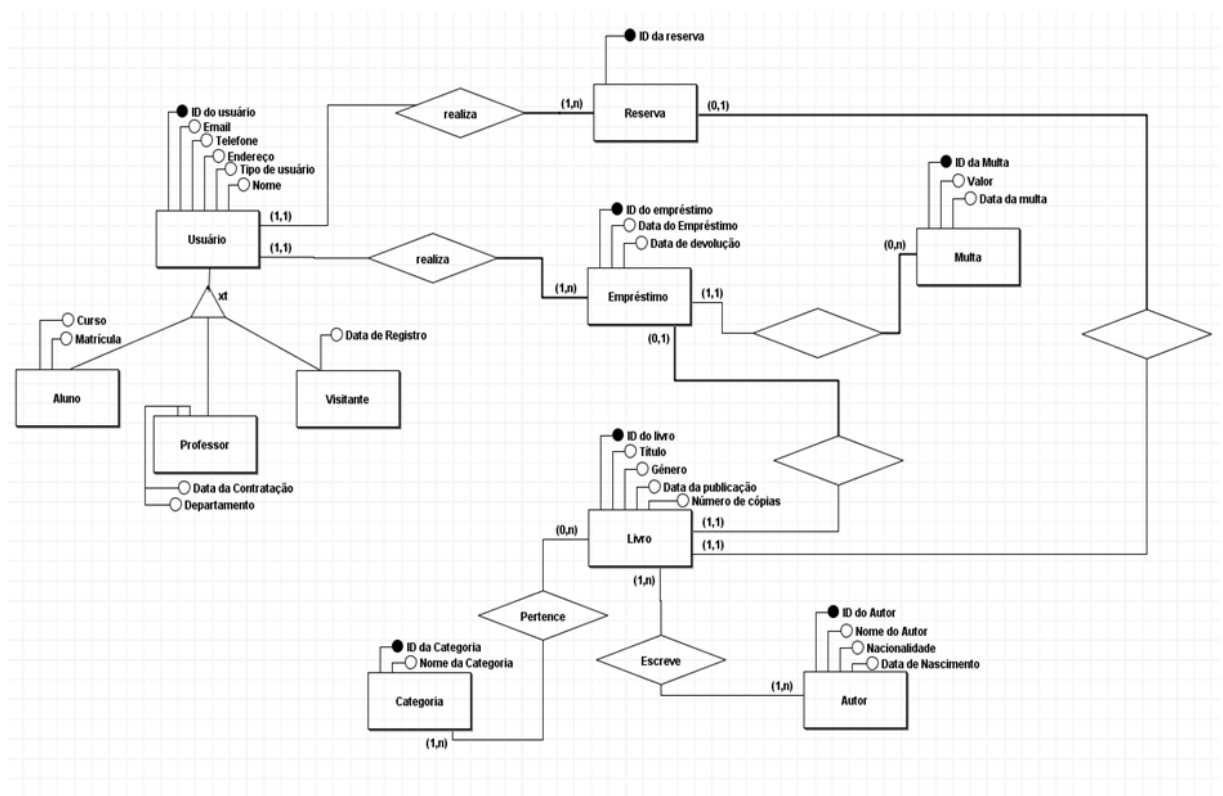 ID da reserva
Reserva
(1,n)
(0,1)
realiza
ID do usuário
Email
Telefone
Endereço
Tipo de usuário
Nome
Usuário
(1,1)
(1,1)
realiza
(1,n)
ID do empréstimo
Data do Empréstimo
Data de devolução
Empréstimo
(1,1)
(0,1)
ID da Multa
Valor
Data da multa
(0,n)
Multa
xt
Curso
Matrícula
Aluno
Professor
Data da Contratação
Departamento
Data de Registro
Visitante
ID do livro
Título
Género
Data da publicação
Número de cópias
Livro
(1,1)
(1,1)
(0,n)
(1,n)
Pertence
Escreve
ID da Categoria
Nome da Categoria
Categoria
(1,n)
ID do Autor
Nome do Autor
Nacionalidade
Data de Nascimento
(1,n)
Autor